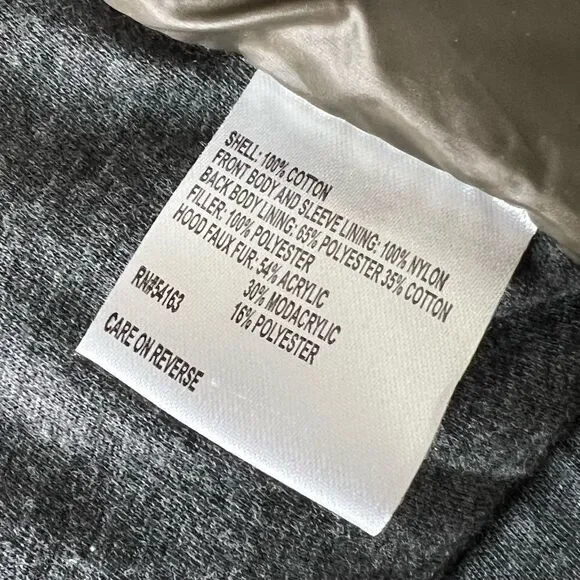 SHELL: 100% COTTON
FRONT BODY AND SLEEVE LINING: 100% NYLON
BACK BODY LINING: 65% POLYESTER 35% COTTON
FILLER: 100% POLYESTER
HOOD FAUX FUR: 54% ACRYLIC
30% MODACRYLIC
16% POLYESTER
RN#54163
CARE ON REVERSE